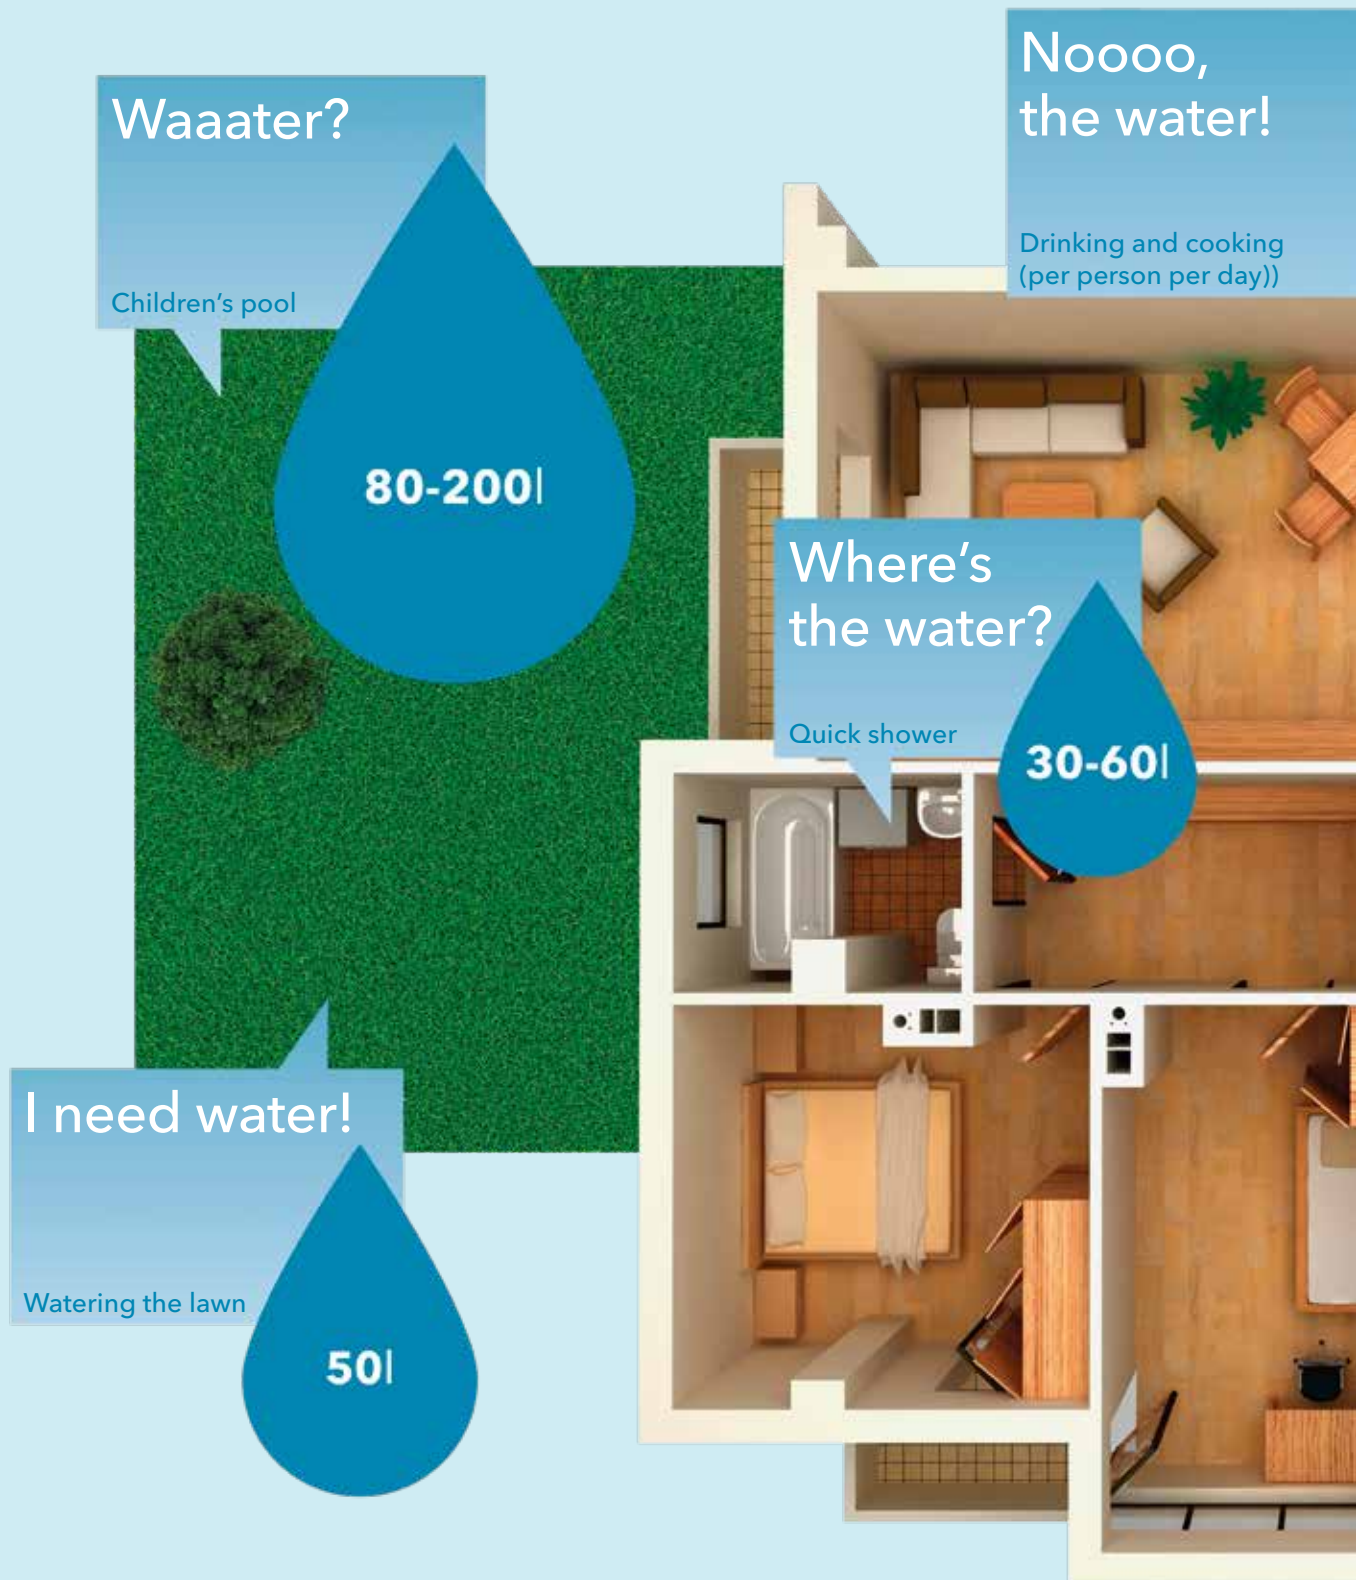 Waaater?
Children's pool
80-200l
Noooo,
the water!
Drinking and cooking
(per person per day))
Where's
the water?
Quick shower
30-60l
I need water!
Watering the lawn
50l